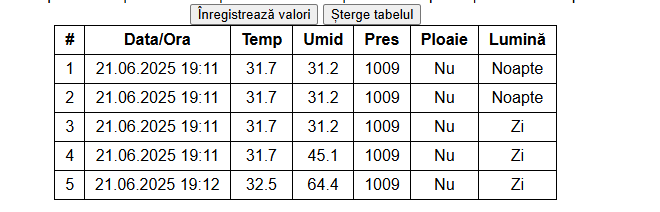 Înregistrează valori Șterge tabelul
# Data/Ora Temp Umid Pres Ploaie Lumină
1 21.06.2025 19:11 31.7 31.2 1009 Nu Noapte
2 21.06.2025 19:11 31.7 31.2 1009 Nu Noapte
3 21.06.2025 19:11 31.7 31.2 1009 Nu Zi
4 21.06.2025 19:11 31.7 45.1 1009 Nu Zi
5 21.06.2025 19:12 32.5 64.4 1009 Nu Zi